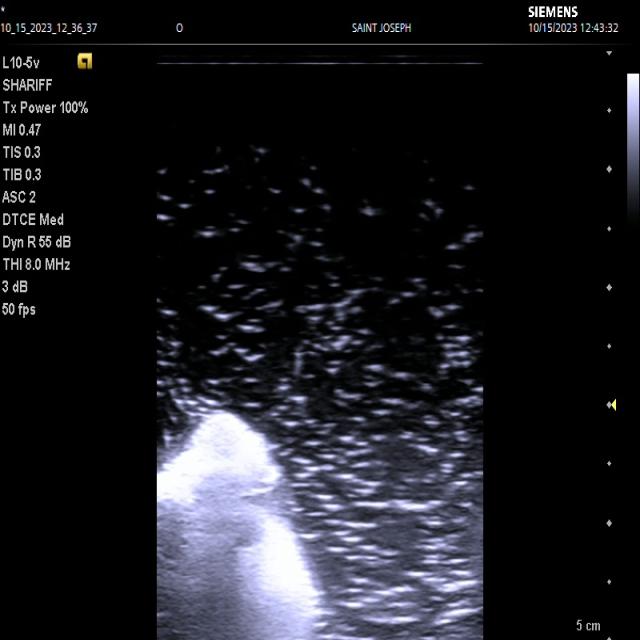 *
SIEMENS
10_15_2023_12_36_37 O SAINT JOSEPH 10/15/2023 12:43:32
L10-5v
SHARIFF
Tx Power 100%
MI 0.47
TIS 0.3
TIB 0.3
ASC 2
DTCE Med
Dyn R 55 dB
THI 8.0 MHz
3 dB
50 fps
5 cm